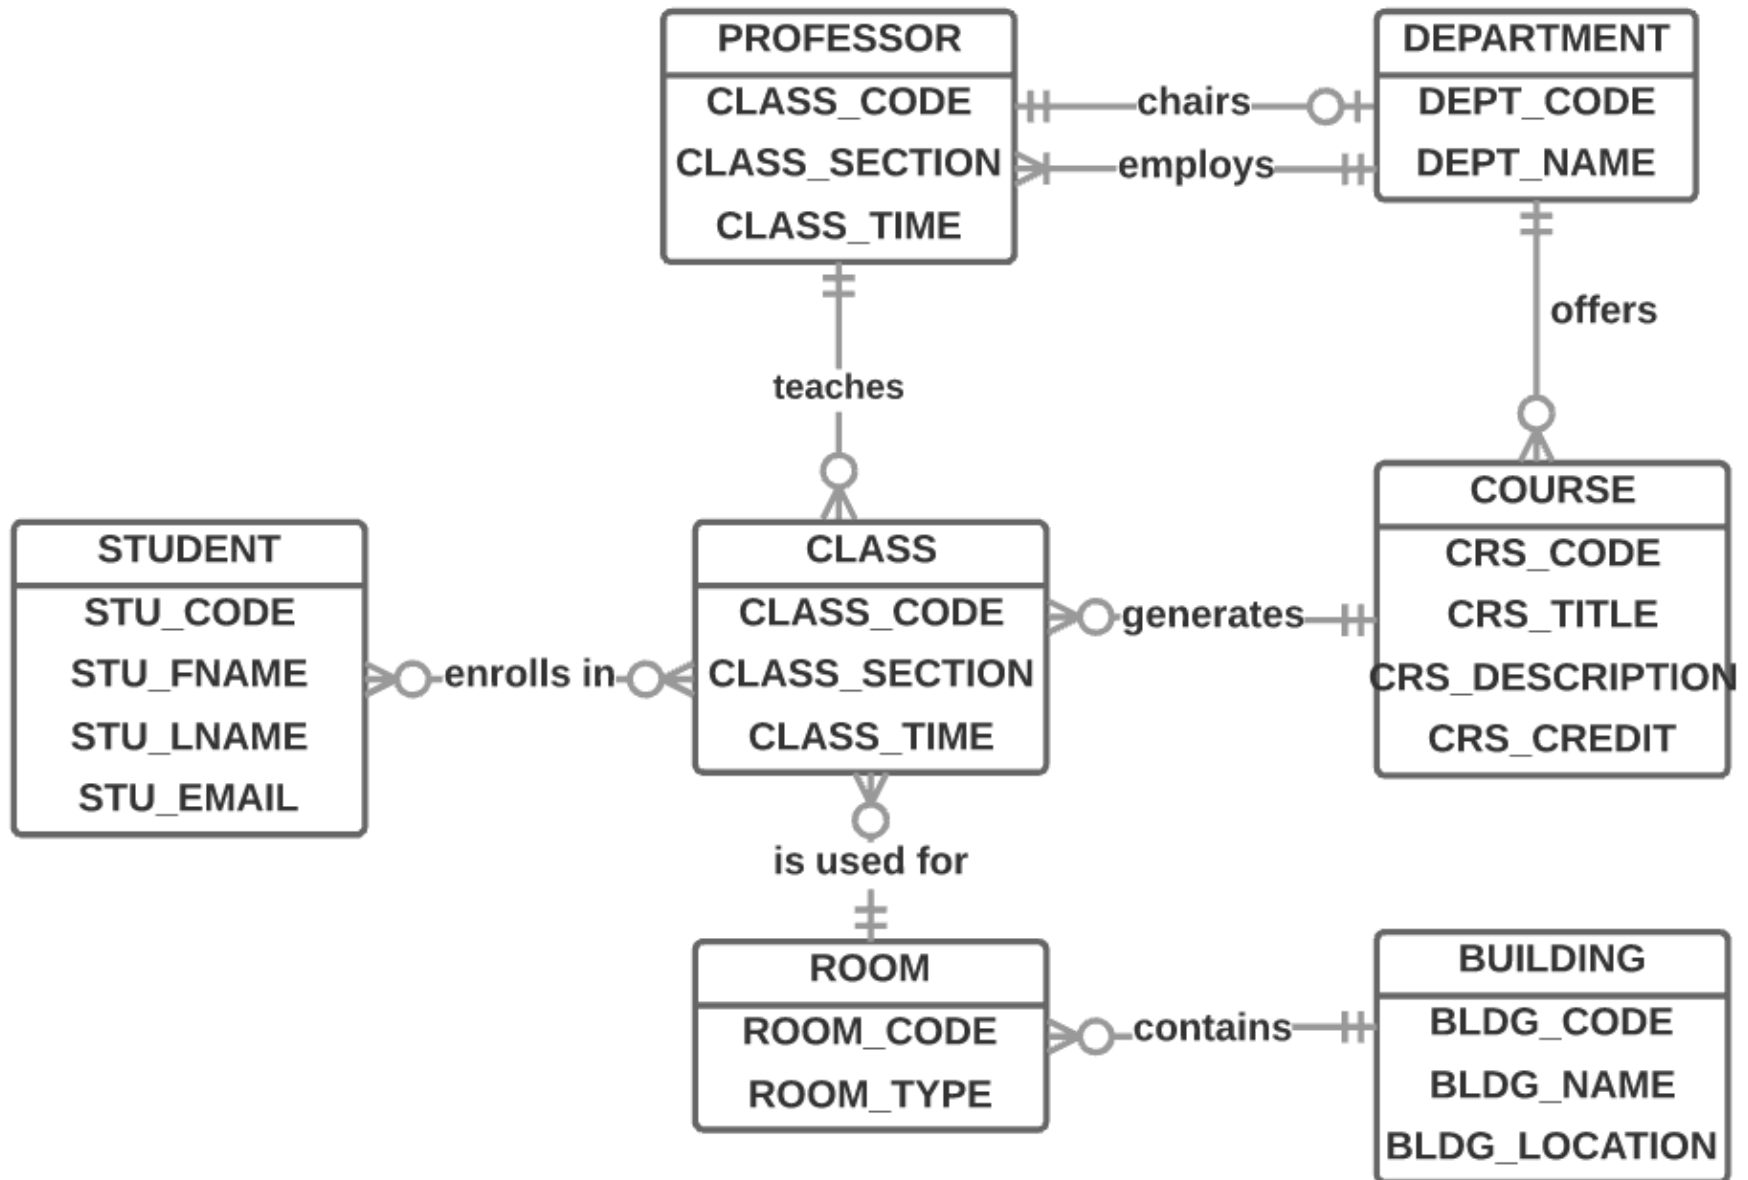 PROFESSOR
CLASS_CODE
CLASS_SECTION
CLASS_TIME
chairs
employs
DEPARTMENT
DEPT_CODE
DEPT_NAME
teaches
offers
STUDENT
STU_CODE
STU_FNAME
STU_LNAME
STU_EMAIL
enrolls in
CLASS
CLASS_CODE
CLASS_SECTION
CLASS_TIME
generates
COURSE
CRS_CODE
CRS_TITLE
CRS_DESCRIPTION
CRS_CREDIT
is used for
ROOM
ROOM_CODE
ROOM_TYPE
contains
BUILDING
BLDG_CODE
BLDG_NAME
BLDG_LOCATION